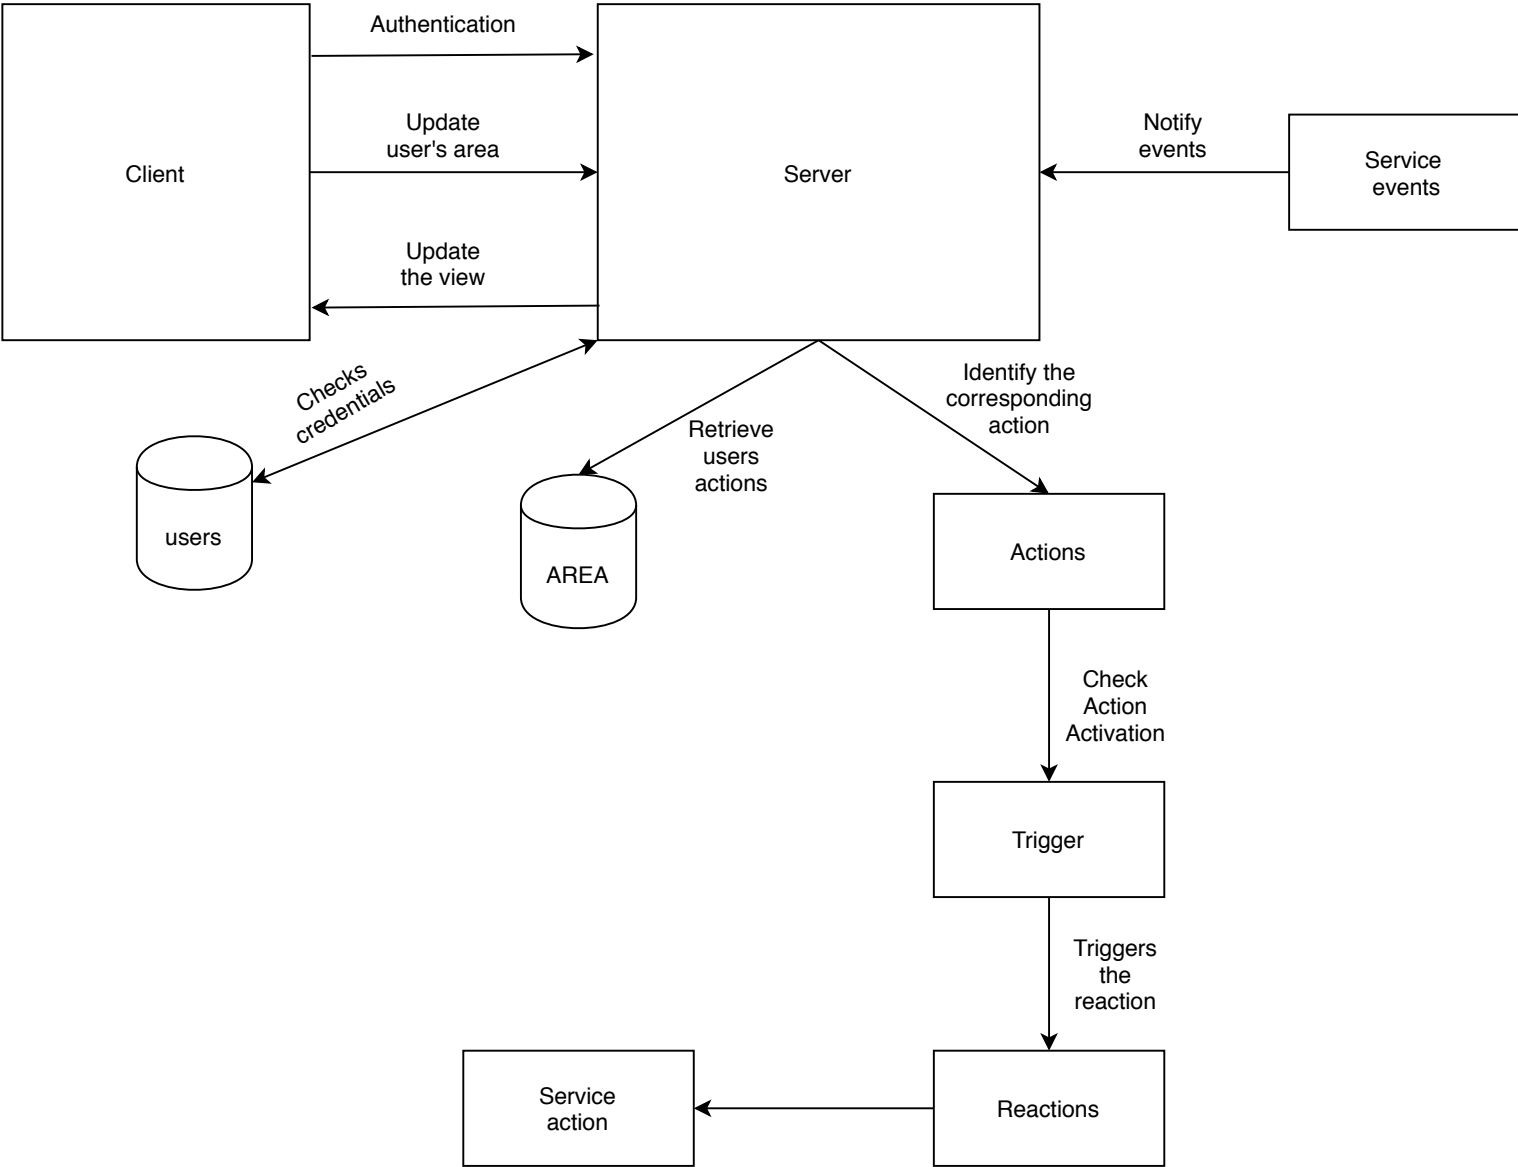 Authentication
Update
user's area
Client
Server
Notify
events
Service
events
Update
the view
Checks
credentials
Identify the
corresponding
action
Retrieve
users
actions
users
AREA
Actions
Check
Action
Activation
Trigger
Triggers
the
reaction
Service
action
Reactions